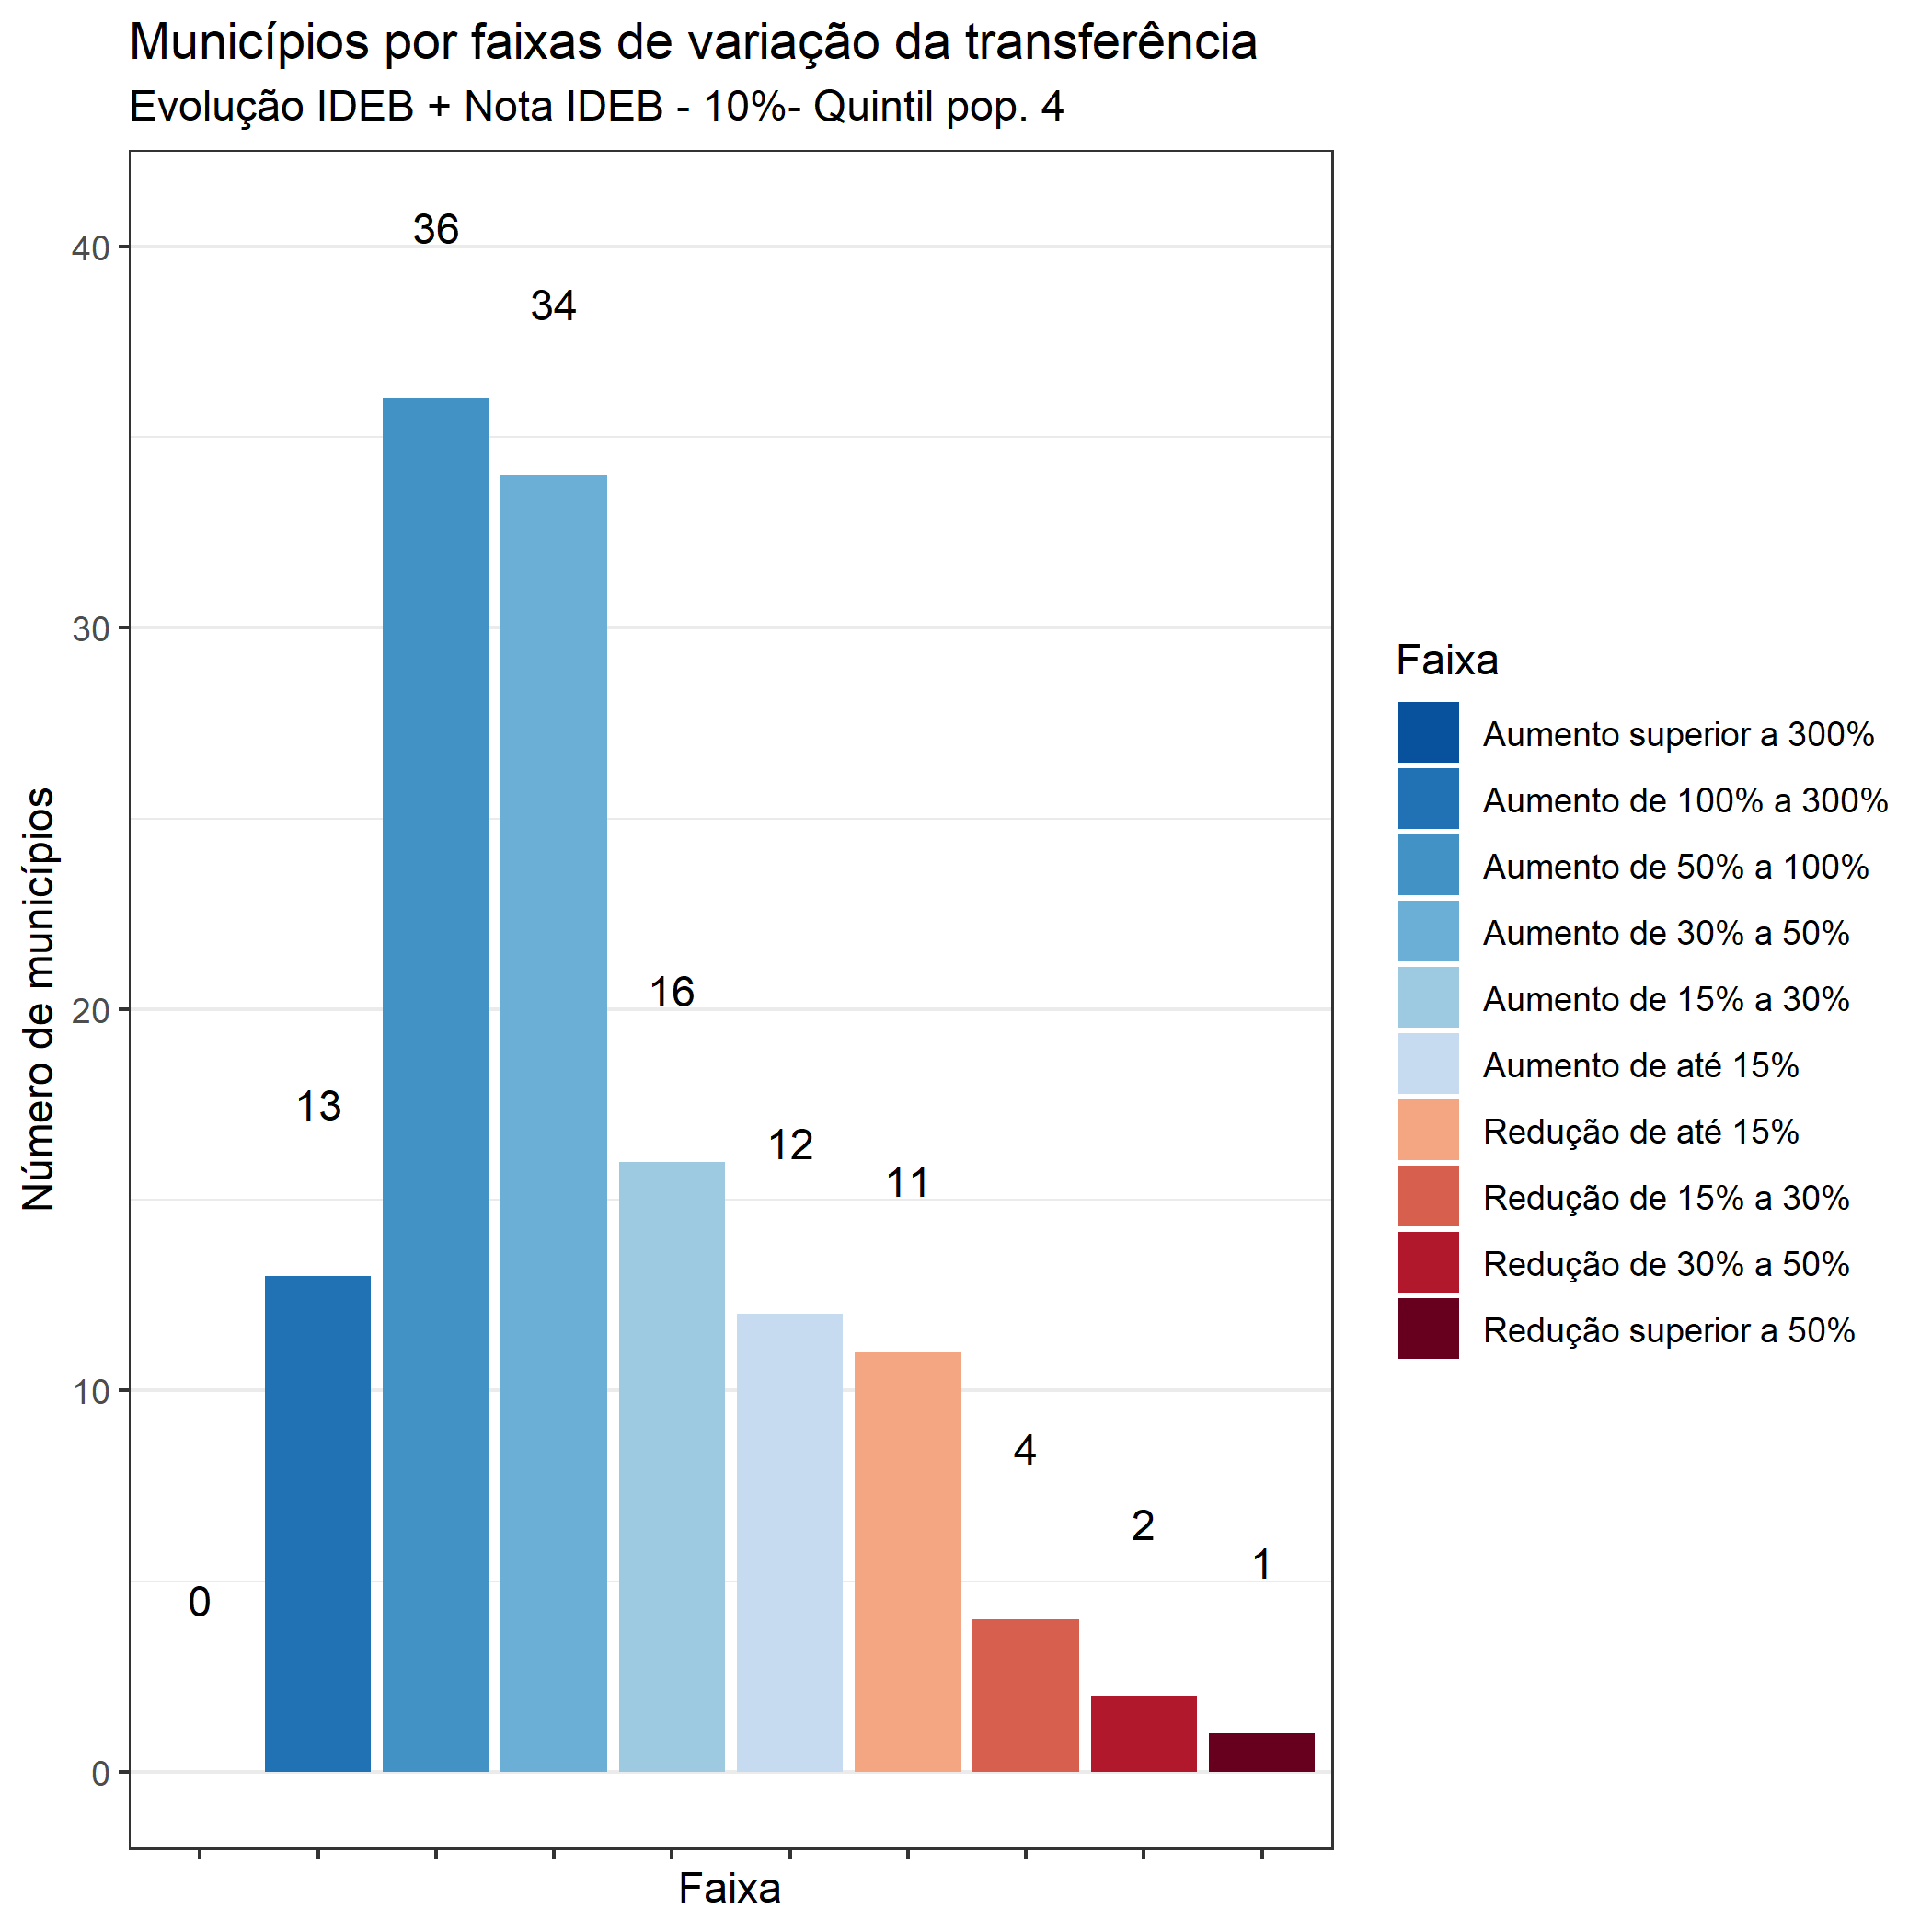 Municípios por faixas de variação da transferência
Evolução IDEB + Nota IDEB - 10%- Quintil pop. 4
Número de municípios
40
30
20
10
0
0
13
36
34
16
12
11
4
2
1
Faixa
Faixa
Aumento superior a 300%
Aumento de 100% a 300%
Aumento de 50% a 100%
Aumento de 30% a 50%
Aumento de 15% a 30%
Aumento de até 15%
Redução de até 15%
Redução de 15% a 30%
Redução de 30% a 50%
Redução superior a 50%